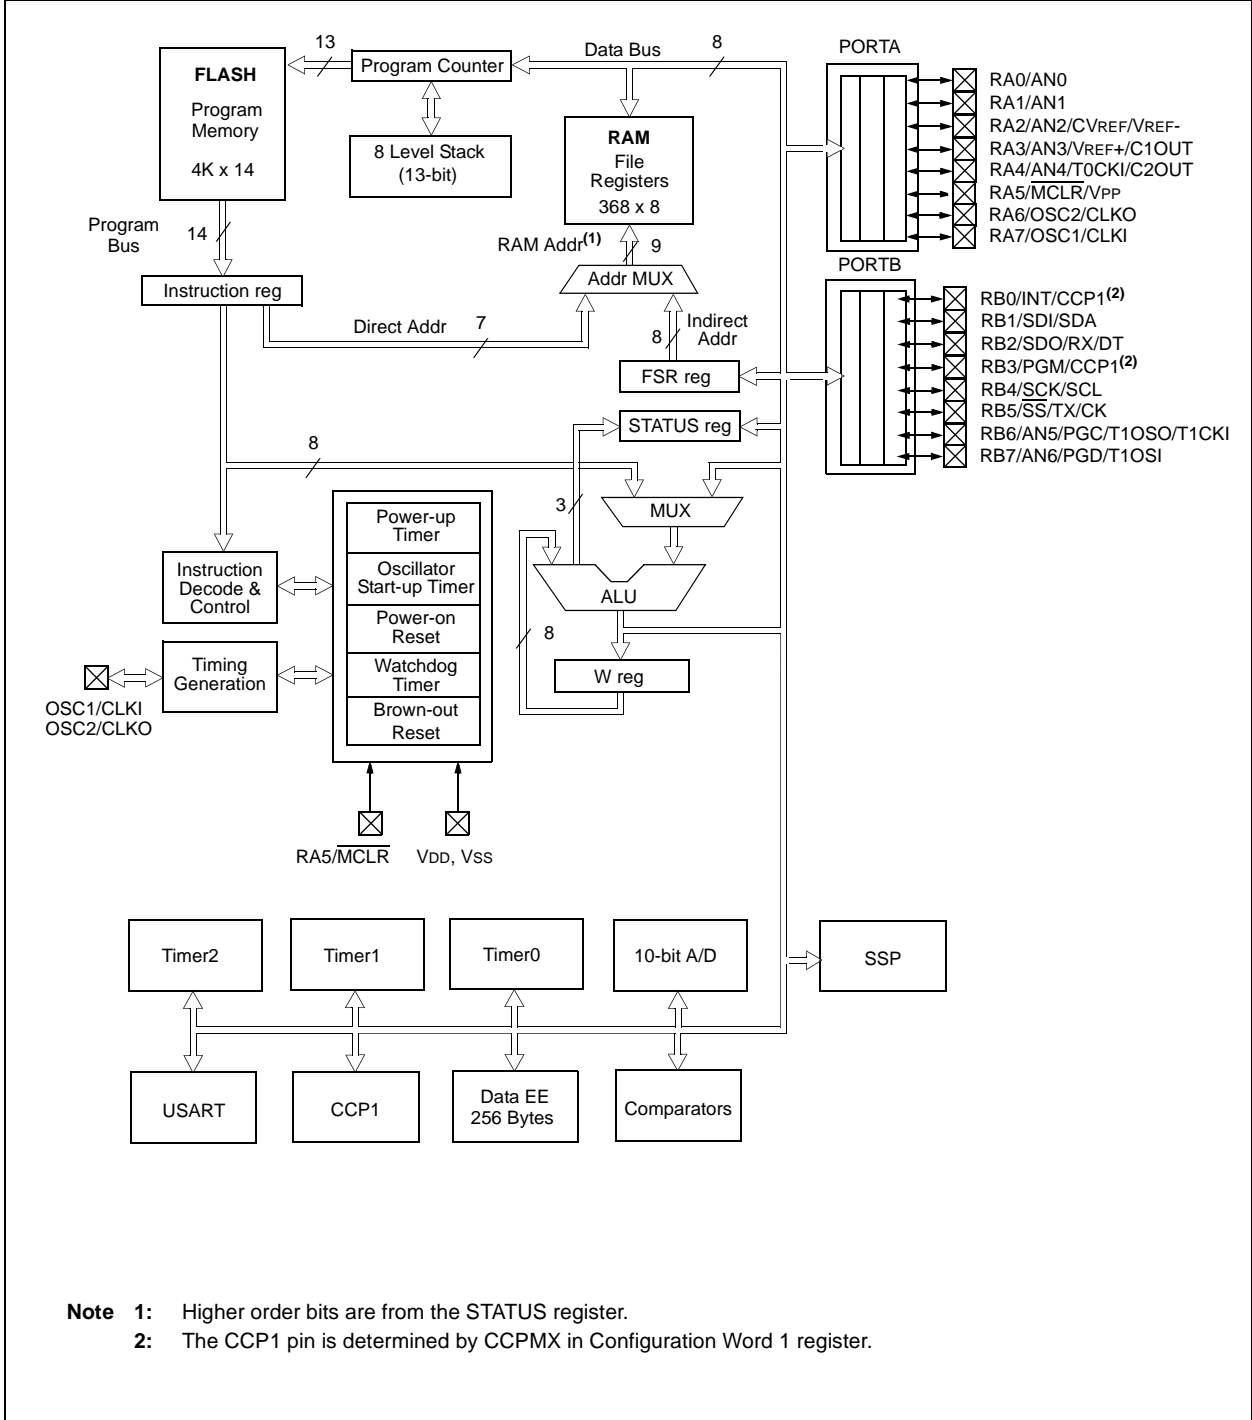 13
Data Bus
8
PORTA
FLASH
Program
Memory
4K x 14
Program Counter
8 Level Stack
(13-bit)
RAM
File
Registers
368 x 8
RA0/AN0
RA1/AN1
RA2/AN2/CVREF/VREF-
RA3/AN3/VREF+/C1OUT
RA4/AN4/T0CKI/C2OUT
RA5/MCLR/VPP
RA6/OSC2/CLKO
RA7/OSC1/CLKI
Program
Bus
14
RAM Addr(1)
9
PORTB
Instruction reg
Addr MUX
Direct Addr
7
8
Indirect
Addr
FSR reg
RB0/INT/CCP1(2)
RB1/SDI/SDA
RB2/SDO/RX/DT
RB3/PGM/CCP1(2)
RB4/SCK/SCL
RB5/SS/TX/CK
RB6/AN5/PGC/T1OSO/T1CKI
RB7/AN6/PGD/T1OSI
STATUS reg
8
3
MUX
Power-up
Timer
Oscillator
Start-up Timer
Power-on
Reset
Watchdog
Timer
Brown-out
Reset
Instruction
Decode &
Control
ALU
8
Timing
Generation
W reg
OSC1/CLKI
OSC2/CLKO
RA5/MCLR
VDD, VSS
Timer2
Timer1
Timer0
10-bit A/D
SSP
USART
CCP1
Data EE
256 Bytes
Comparators
Note 1: Higher order bits are from the STATUS register.
2: The CCP1 pin is determined by CCPMX in Configuration Word 1 register.